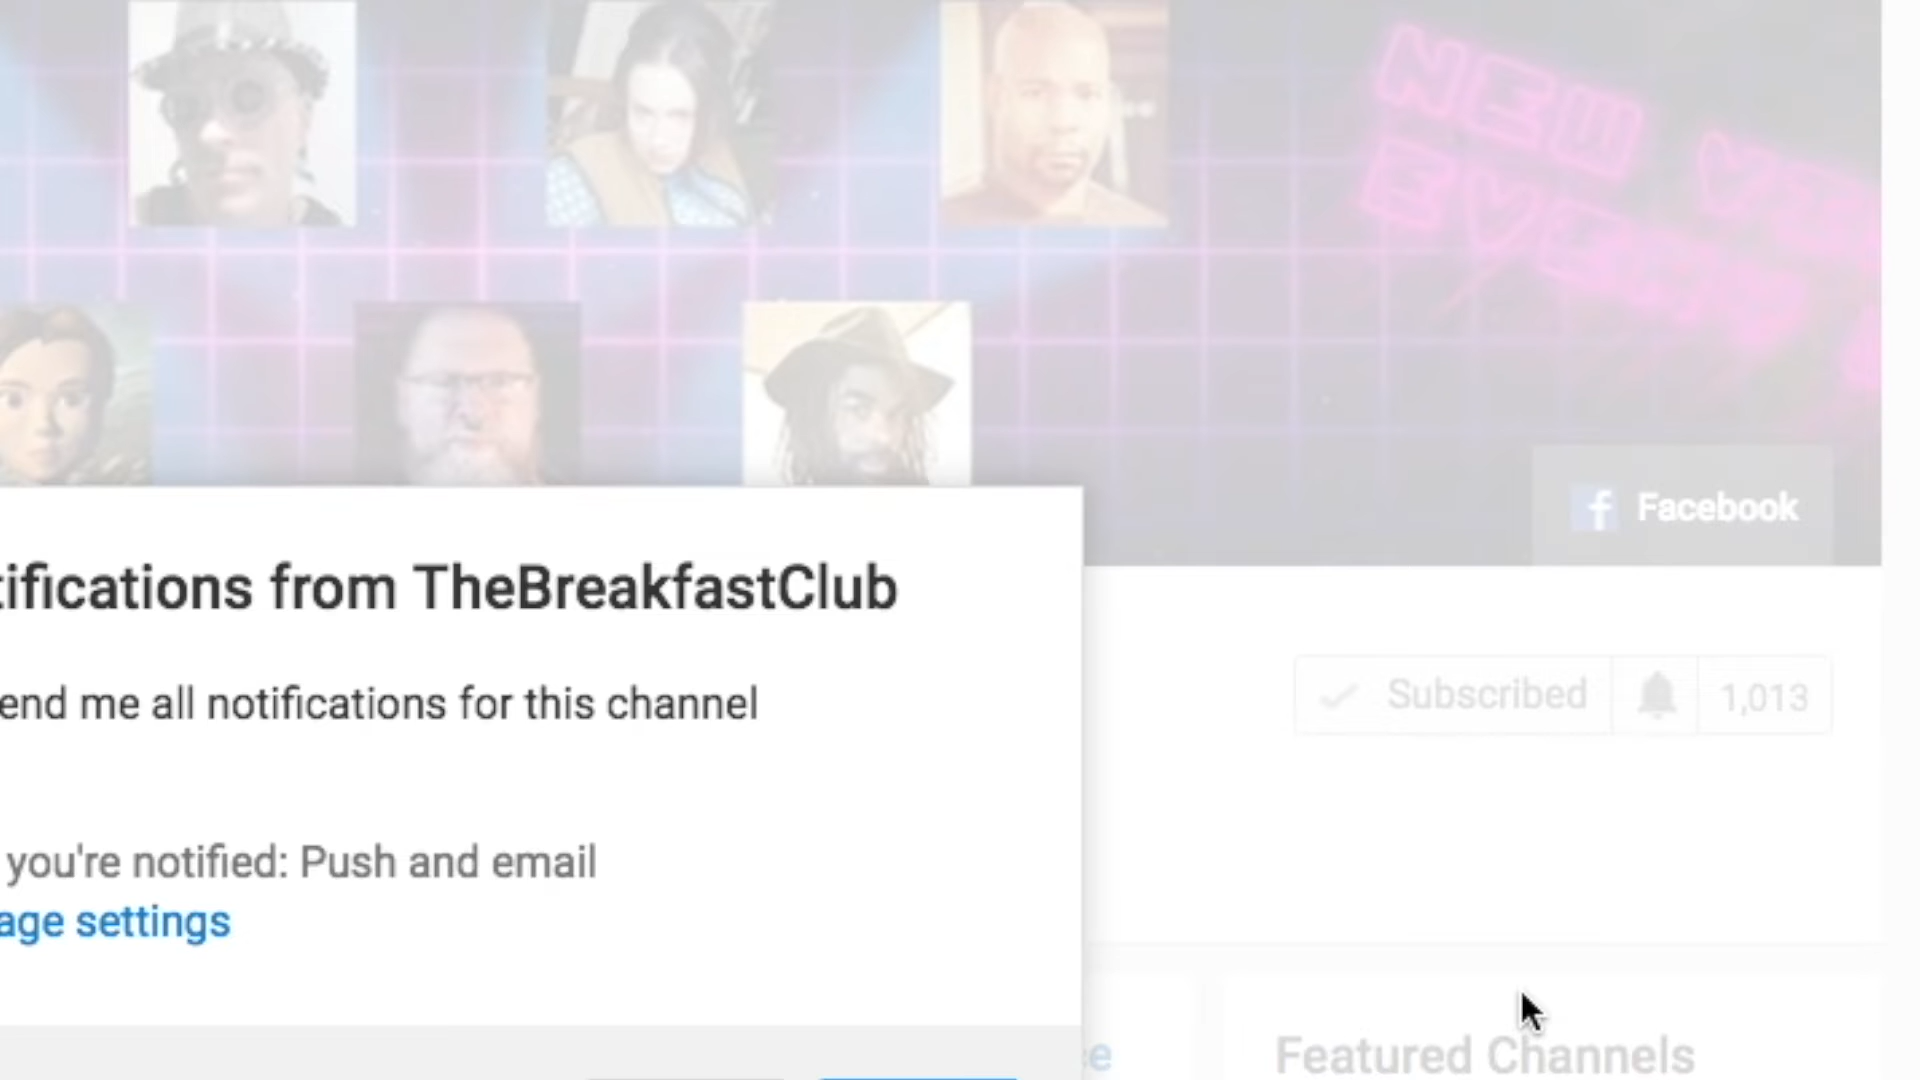 NEW
Facebook
tifications from TheBreakfastClub
end me all notifications for this channel
Subscribed
1,013
you're notified: Push and email
age settings
Featured Channels